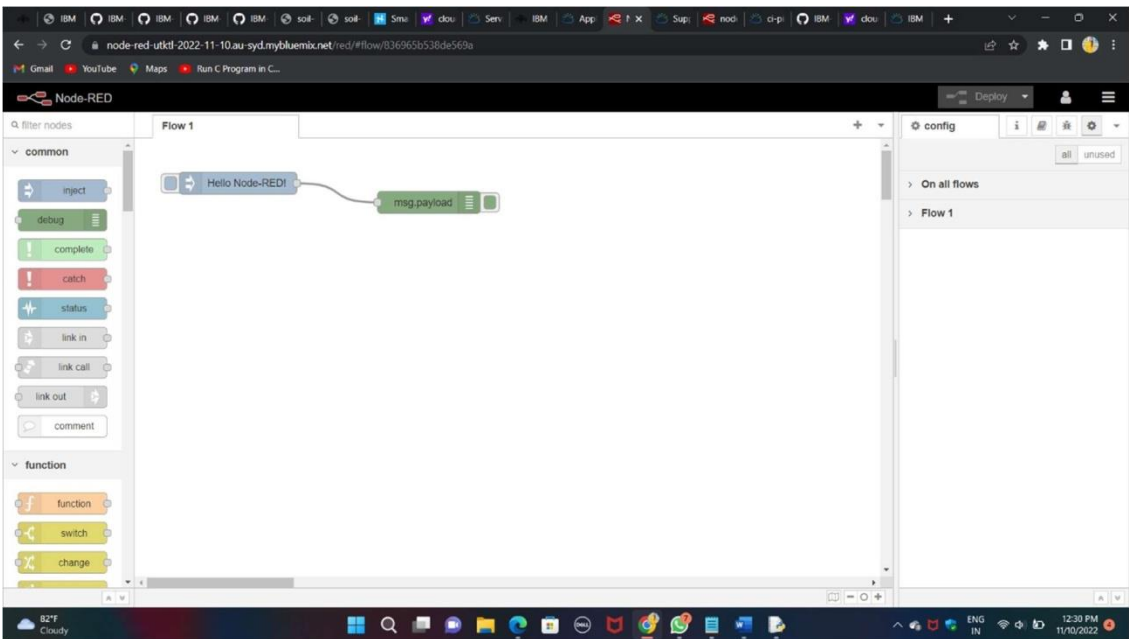 IBM
IBM-
IBM-
IBM-
IBM-
soil-
soil-
Sma
clou
Serv
IBM
App
Sup
nod
ci-p
IBM
clou
IBM
node-red-utktl-2022-11-10.au-syd.mybluemix.net/red/#flow/836965b538de569a
Gmail YouTube Maps Run C Program in C...
Node-RED Deploy
filter nodes Flow 1 config i
all unused
common
On all flows
Flow 1
inject
debug
complete
catch
status
link in
link call
link out
comment
function
function
switch
change
Hello Node-RED!
msg.payload
82°F
Cloudy
DELL
ENG
IN
12:30 PM
11/10/2022
4